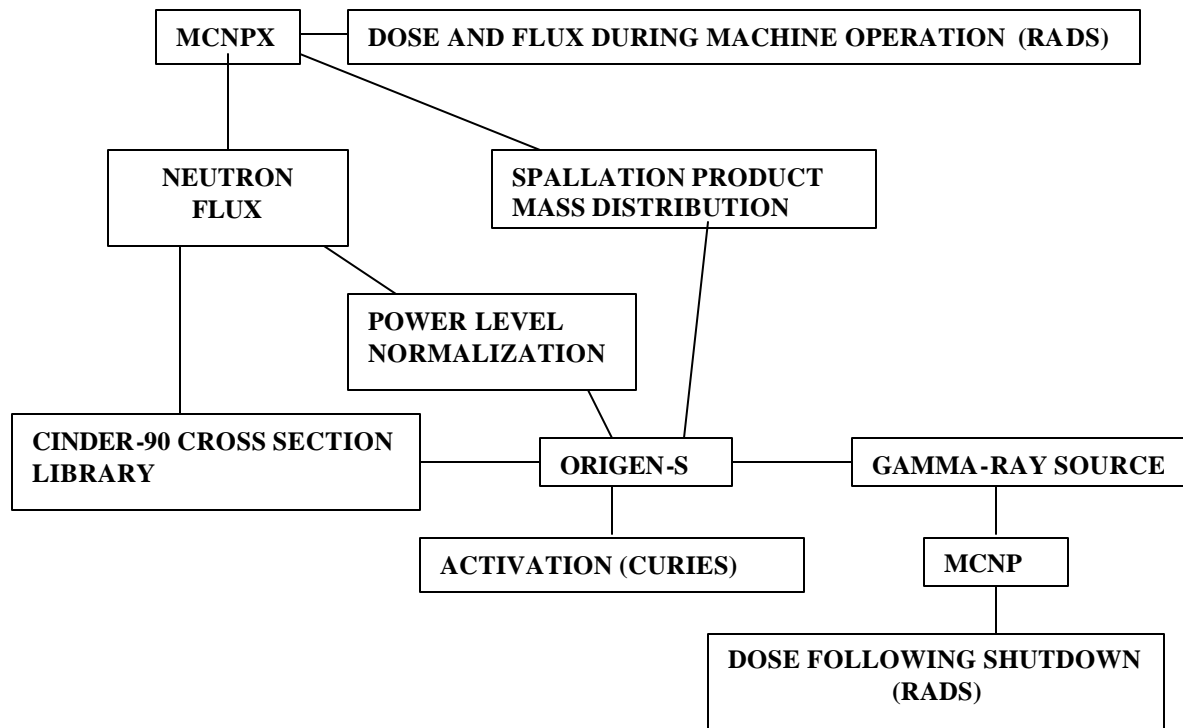 MCNPX
DOSE AND FLUX DURING MACHINE OPERATION (RADS)
NEUTRON
FLUX
SPALLATION PRODUCT
MASS DISTRIBUTION
POWER LEVEL
NORMALIZATION
CINDER-90 CROSS SECTION
LIBRARY
ORIGEN-S
GAMMA-RAY SOURCE
ACTIVATION (CURIES)
MCNP
DOSE FOLLOWING SHUTDOWN
(RADS)